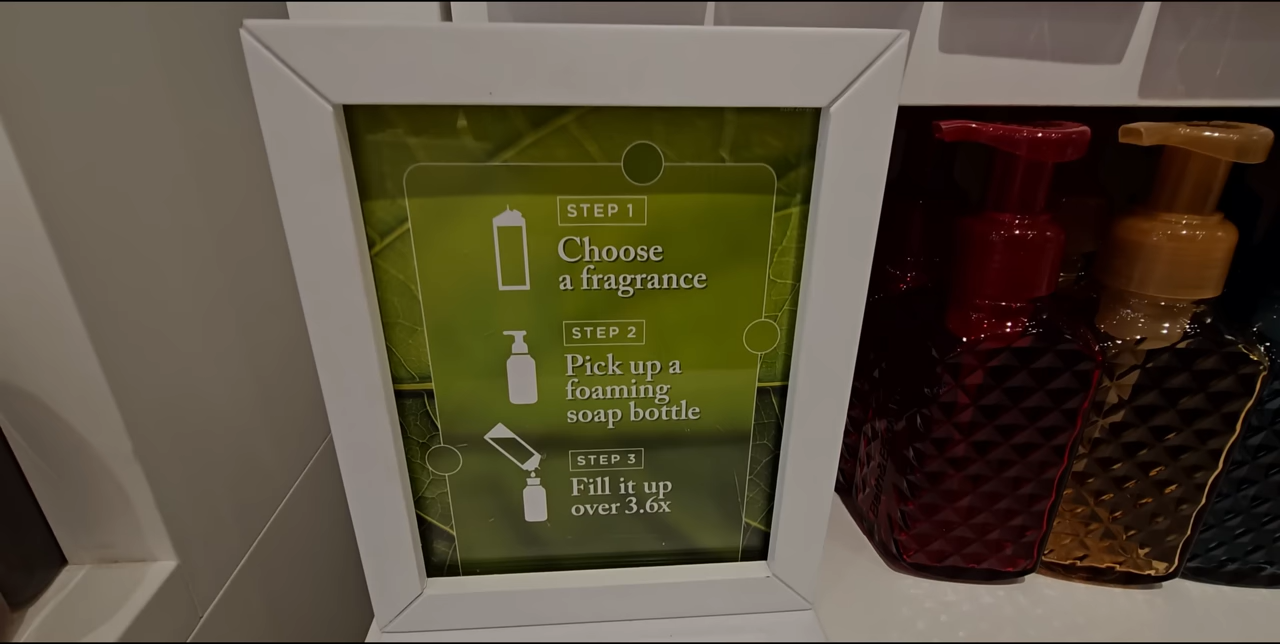 STEP 1
Choose
a fragrance
STEP 2
Pick up a
foaming
soap bottle
STEP 3
Fill it up
over 3.6x